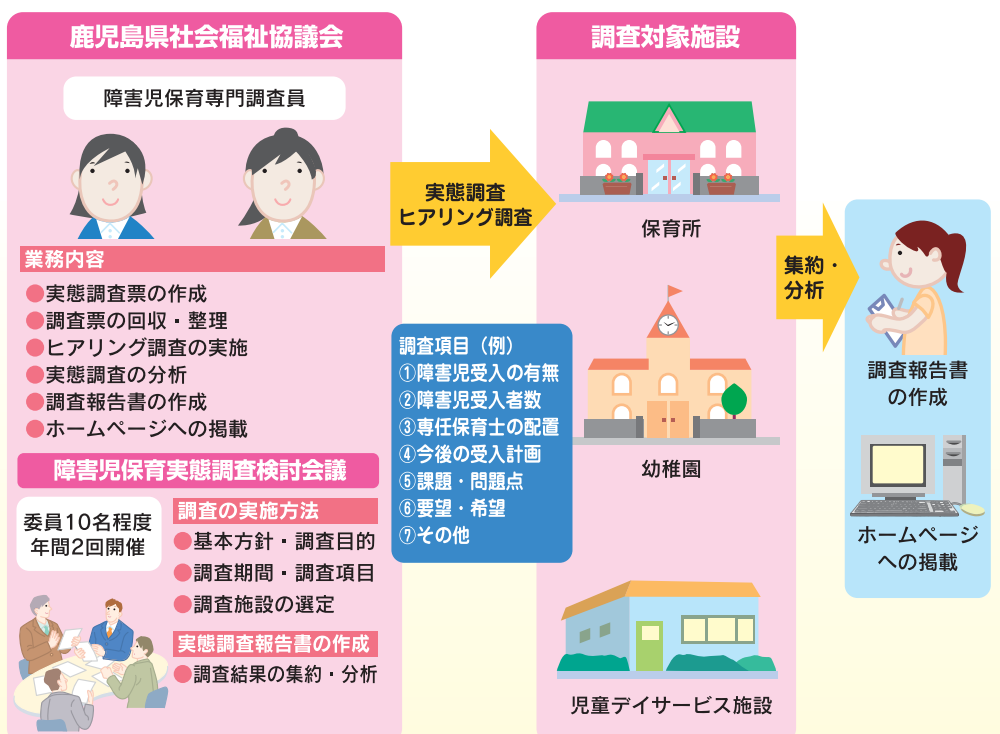 鹿児島県社会福祉協議会
障害児保育専門調査員
業務内容
●実態調査票の作成
●調査票の回収・整理
●ヒアリング調査の実施
●実態調査の分析
●調査報告書の作成
●ホームページへの掲載
障害児保育実態調査検討会議
委員10名程度
年間2回開催
調査の実施方法
●基本方針・調査目的
●調査期間・調査項目
●調査施設の選定
実態調査報告書の作成
●調査結果の集約・分析
実態調査
ヒアリング調査
調査項目（例）
①障害児受入の有無
②障害児受入者数
③専任保育士の配置
④今後の受入計画
⑤課題・問題点
⑥要望・希望
⑦その他
調査対象施設
保育所
幼稚園
児童デイサービス施設
集約・
分析
調査報告書
の作成
ホームページ
への掲載